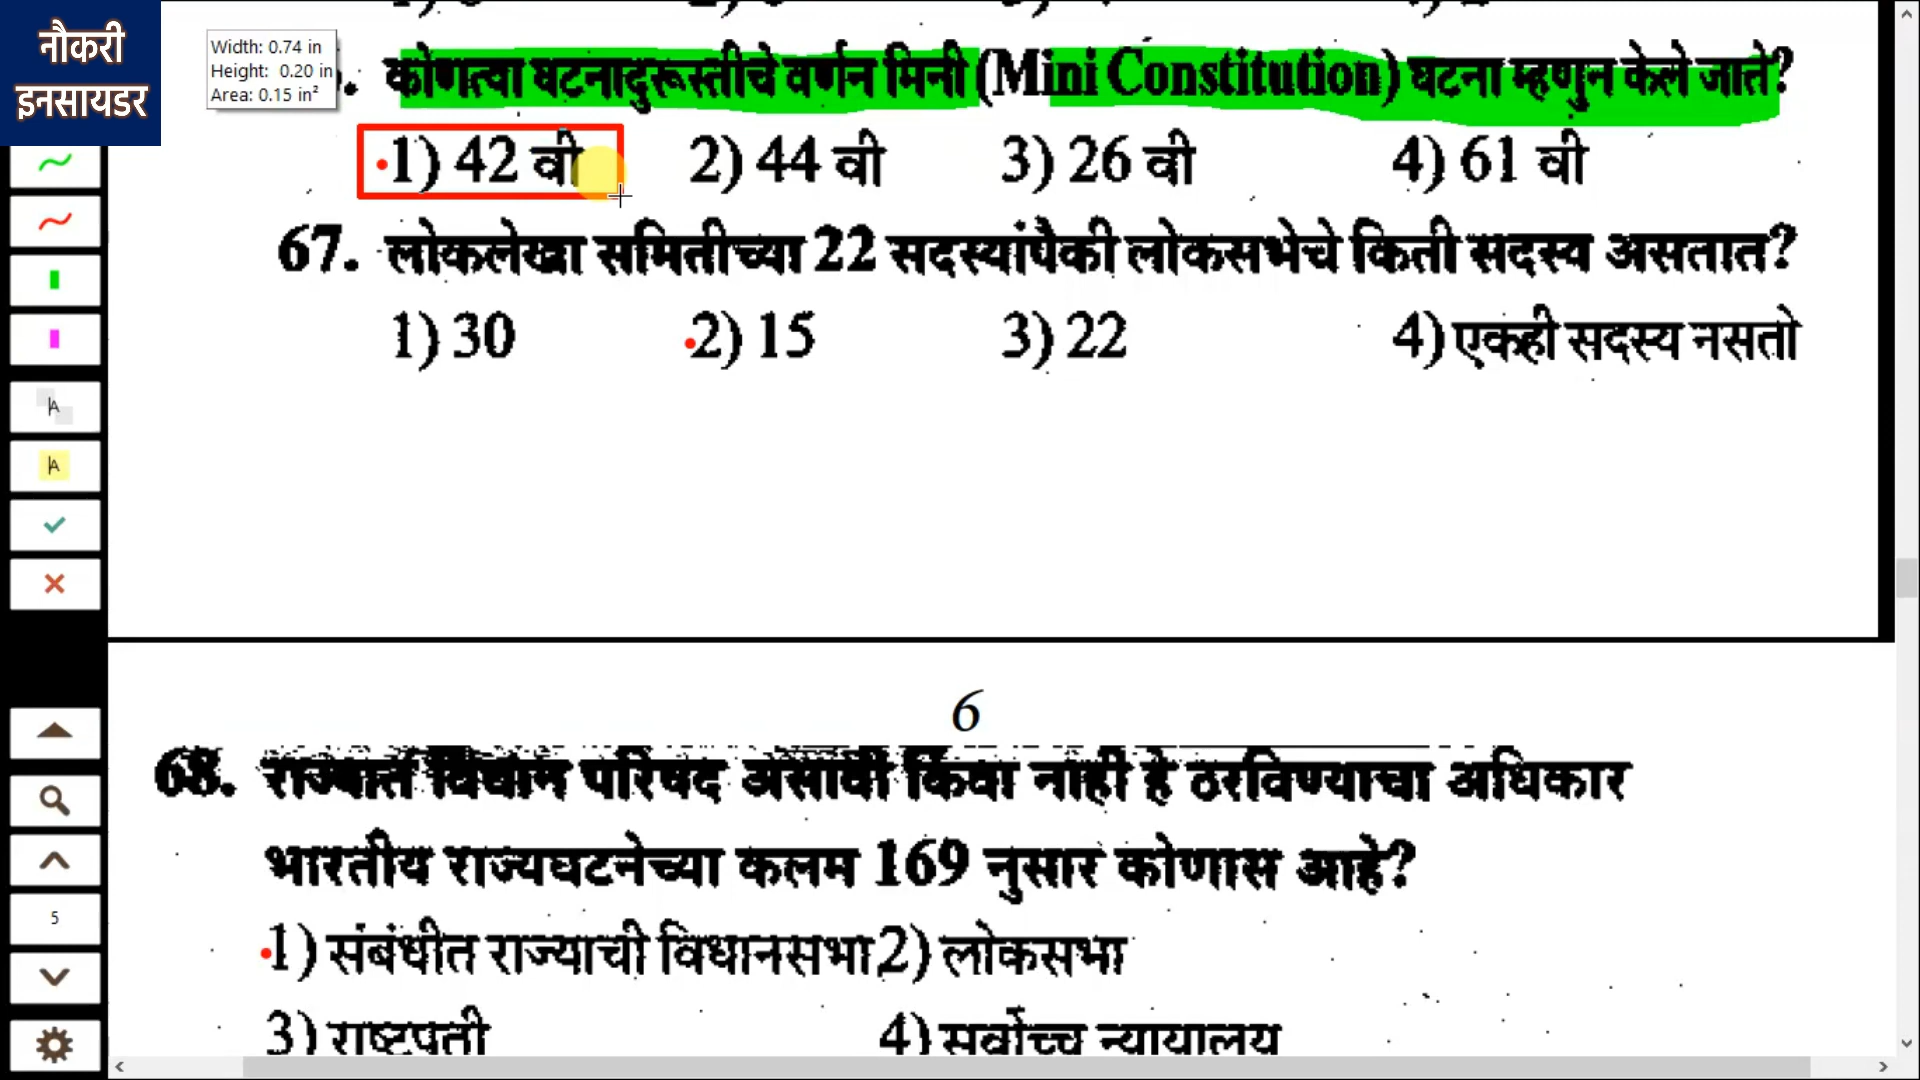 नौकरी
इनसायडर
Width: 0.74 in
Height: 0.20 in
Area: 0.15 in²
कोणत्या घटनादुरूस्तीचे वर्णन मिनी (Mini Constitution) घटना म्हणुन केले जाते?
1) 42 वी 2) 44 वी 3) 26 वी 4) 61 वी
67. लोकलेखा समितीच्या 22 सदस्यांपैकी लोकसभेचे किती सदस्य असतात?
1) 30 2) 15 3) 22 4) एकही सदस्य नसतो
6
68. राज्यात विधान परिषद असावी किंवा नाही हे ठरविण्याचा अधिकार
भारतीय राज्यघटनेच्या कलम 169 नुसार कोणास आहे?
1) संबंधीत राज्याची विधानसभा 2) लोकसभा
3) राष्टपती 4) सर्वोच्च न्यायालय
A
A
5